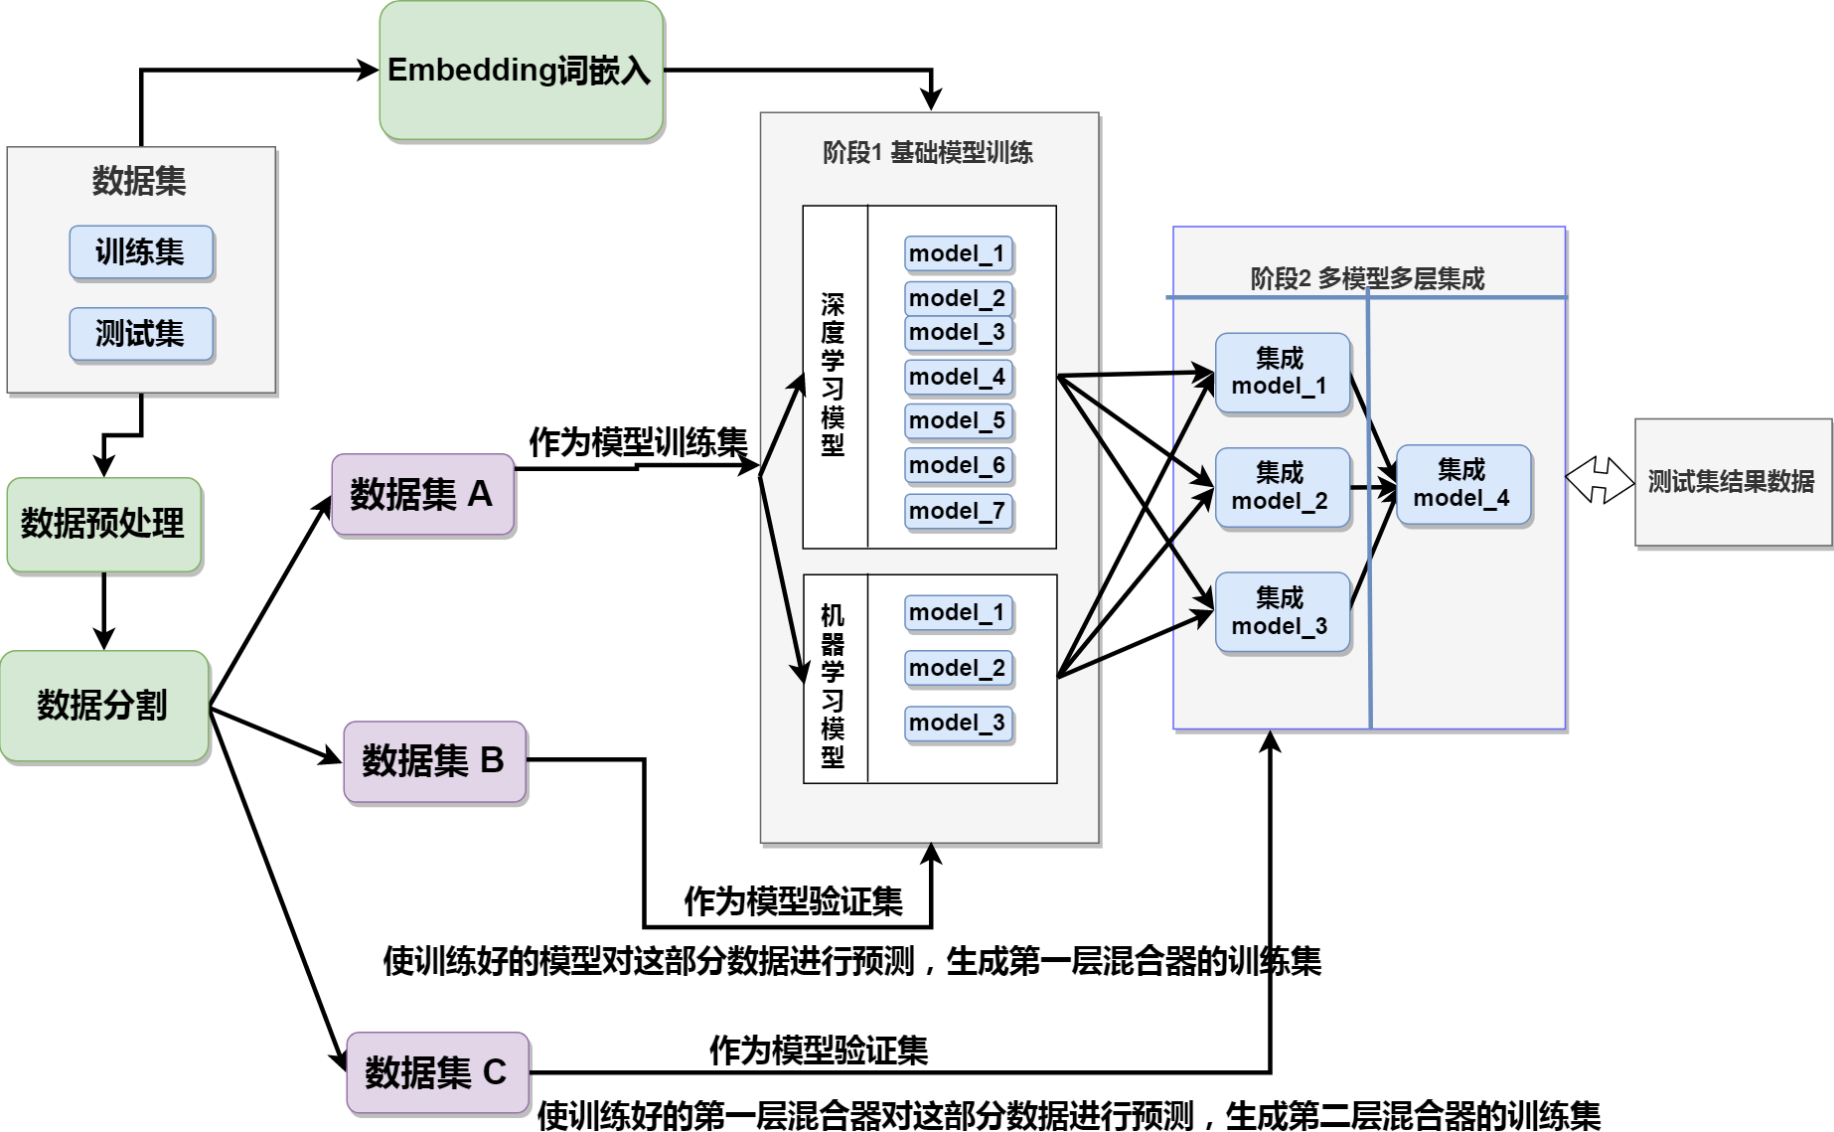 Embedding词嵌入
数据集
训练集
测试集
数据预处理
数据分割
数据集 A
数据集 B
数据集 C
作为模型训练集
阶段1 基础模型训练
深
度
学
习
模
型
model_1
model_2
model_3
model_4
model_5
model_6
model_7
机
器
学
习
模
型
model_1
model_2
model_3
阶段2 多模型多层集成
集成
model_1
集成
model_2
集成
model_3
集成
model_4
测试集结果数据
作为模型验证集
使训练好的模型对这部分数据进行预测，生成第一层混合器的训练集
作为模型验证集
使训练好的第一层混合器对这部分数据进行预测，生成第二层混合器的训练集